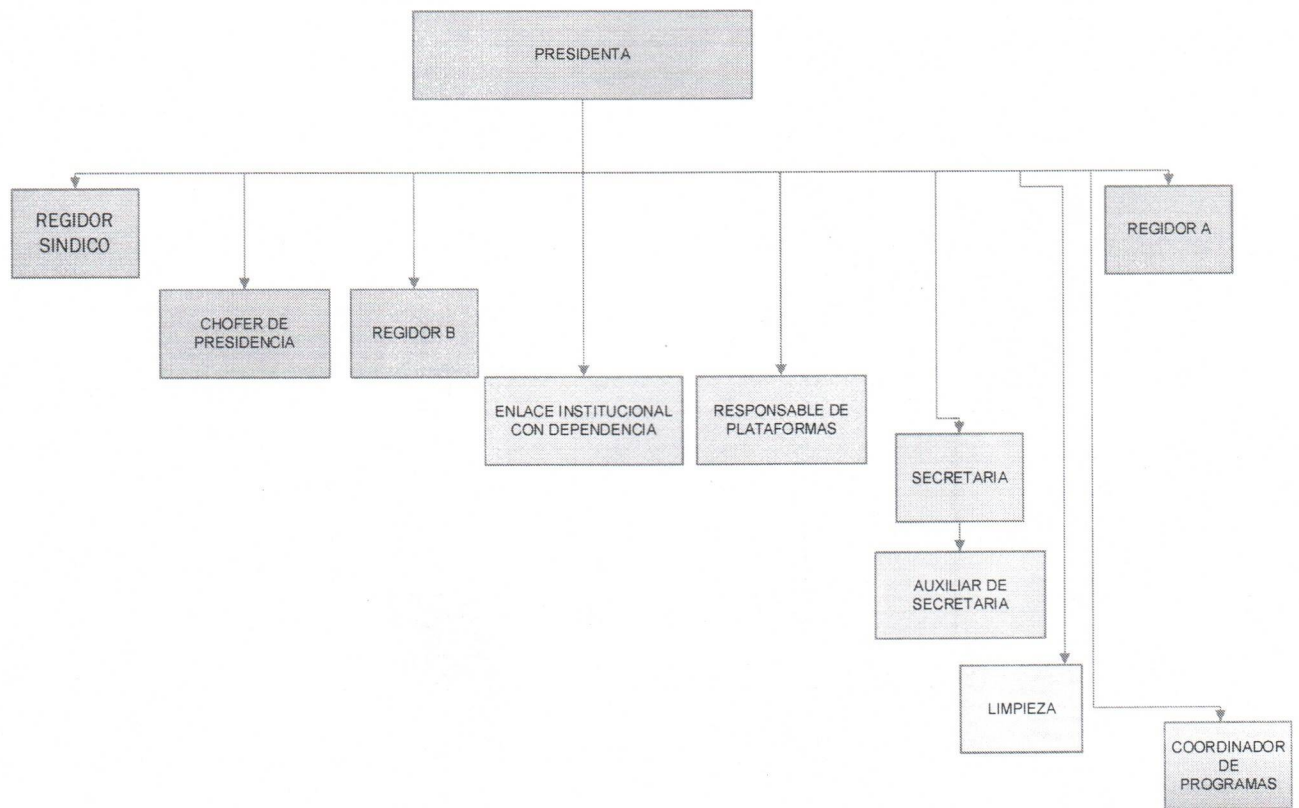 PRESIDENTA
REGIDOR
SINDICO
REGIDOR A
CHOFER DE
PRESIDENCIA
REGIDOR B
ENLACE INSTITUCIONAL
CON DEPENDENCIA
RESPONSABLE DE
PLATAFORMAS
SECRETARIA
AUXILIAR DE
SECRETARIA
LIMPIEZA
COORDINADOR
DE
PROGRAMAS